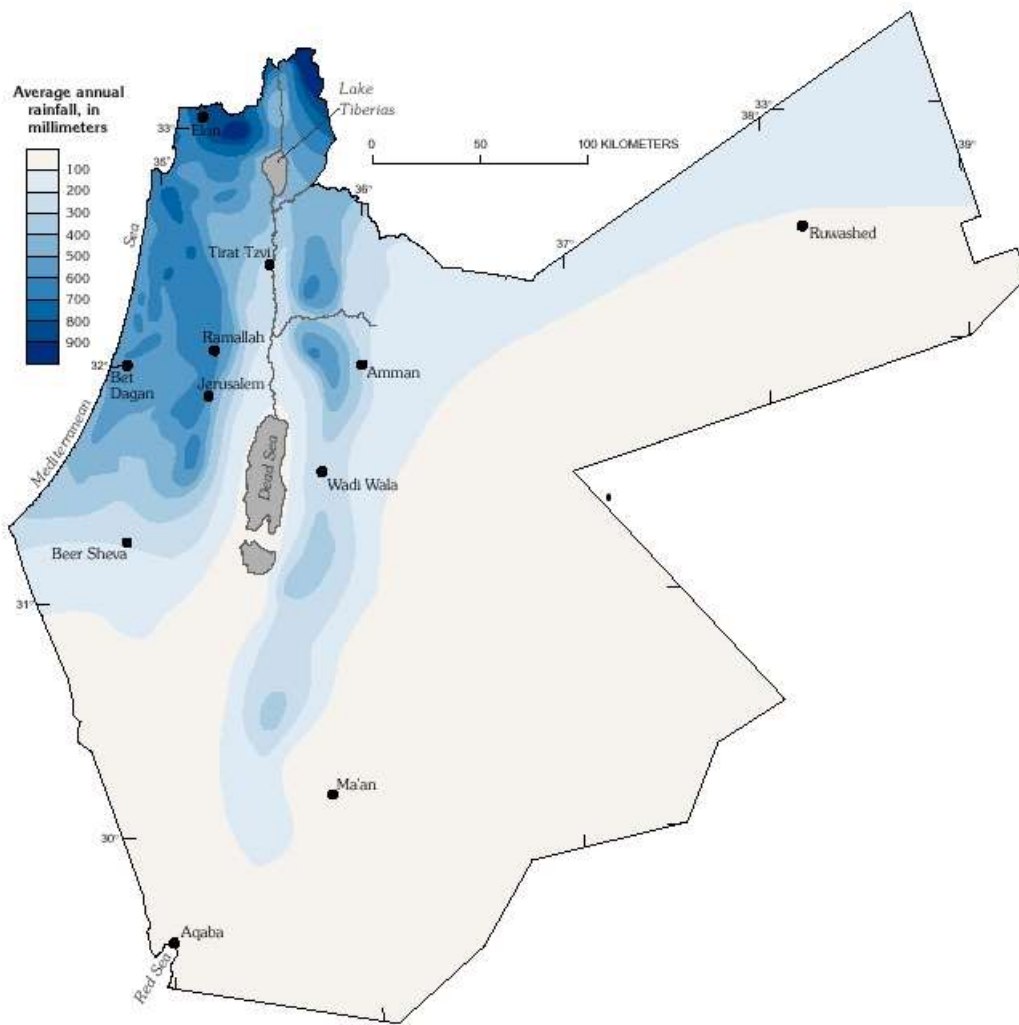 Average annual
rainfall, in
millimeters
100
200
300
400
500
600
700
800
900
Lake
Tiberias
0 50 100 KILOMETERS
33°
38°
39°
33°
Elon
35°
36°
37°
Ruwashed
Sea
Tirat Tzvi
Ramallah
32°
Bet
Dagan
Jerusalem
Amman
Mediterranean
Dead Sea
Wadi Wala
Beer Sheva
31°
Ma'an
30°
Aqaba
Red Sea